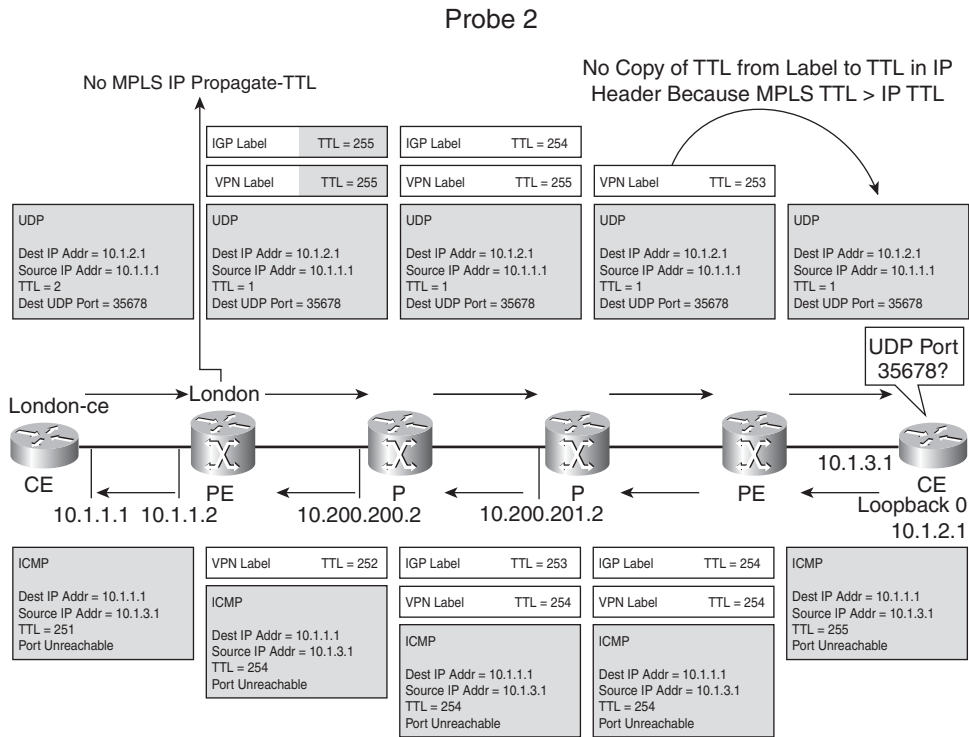 Probe 2
No MPLS IP Propagate-TTL
No Copy of TTL from Label to TTL in IP
Header Because MPLS TTL > IP TTL
IGP Label TTL = 255
IGP Label TTL = 254
VPN Label TTL = 255
VPN Label TTL = 255
VPN Label TTL = 253
UDP
Dest IP Addr = 10.1.2.1
Source IP Addr = 10.1.1.1
TTL = 2
Dest UDP Port = 35678
UDP
Dest IP Addr = 10.1.2.1
Source IP Addr = 10.1.1.1
TTL = 1
Dest UDP Port = 35678
UDP
Dest IP Addr = 10.1.2.1
Source IP Addr = 10.1.1.1
TTL = 1
Dest UDP Port = 35678
UDP
Dest IP Addr = 10.1.2.1
Source IP Addr = 10.1.1.1
TTL = 1
Dest UDP Port = 35678
UDP
Dest IP Addr = 10.1.2.1
Source IP Addr = 10.1.1.1
TTL = 1
Dest UDP Port = 35678
UDP Port
35678?
London-ce
London
CE
PE
P
P
PE
CE
10.1.3.1
Loopback 0
10.1.2.1
10.1.1.1
10.1.1.2
10.200.200.2
10.200.201.2
ICMP
Dest IP Addr = 10.1.1.1
Source IP Addr = 10.1.3.1
TTL = 251
Port Unreachable
VPN Label TTL = 252
ICMP
Dest IP Addr = 10.1.1.1
Source IP Addr = 10.1.3.1
TTL = 254
Port Unreachable
IGP Label TTL = 253
VPN Label TTL = 254
ICMP
Dest IP Addr = 10.1.1.1
Source IP Addr = 10.1.3.1
TTL = 254
Port Unreachable
IGP Label TTL = 254
VPN Label TTL = 254
ICMP
Dest IP Addr = 10.1.1.1
Source IP Addr = 10.1.3.1
TTL = 254
Port Unreachable
ICMP
Dest IP Addr = 10.1.1.1
Source IP Addr = 10.1.3.1
TTL = 255
Port Unreachable